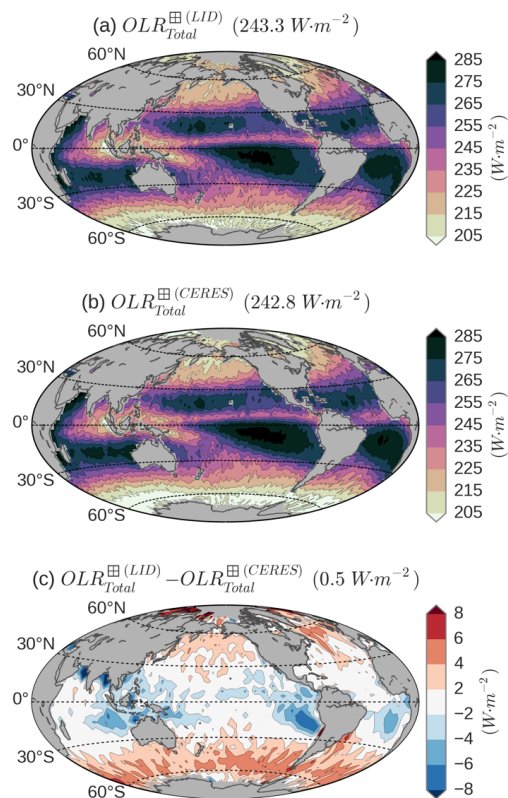 (a) OLR⊞(LID)Total (243.3 W·m−2)
60°N
30°N
0°
30°S
60°S
285
275
265
255
245
235
225
215
205
(W·m−2)
(b) OLR⊞(CERES)Total (242.8 W·m−2)
60°N
30°N
0°
30°S
60°S
285
275
265
255
245
235
225
215
205
(W·m−2)
(c) OLR⊞(LID)Total −OLR⊞(CERES)Total (0.5 W·m−2)
60°N
30°N
0°
30°S
60°S
8
6
4
2
−2
−4
−6
−8
(W·m−2)